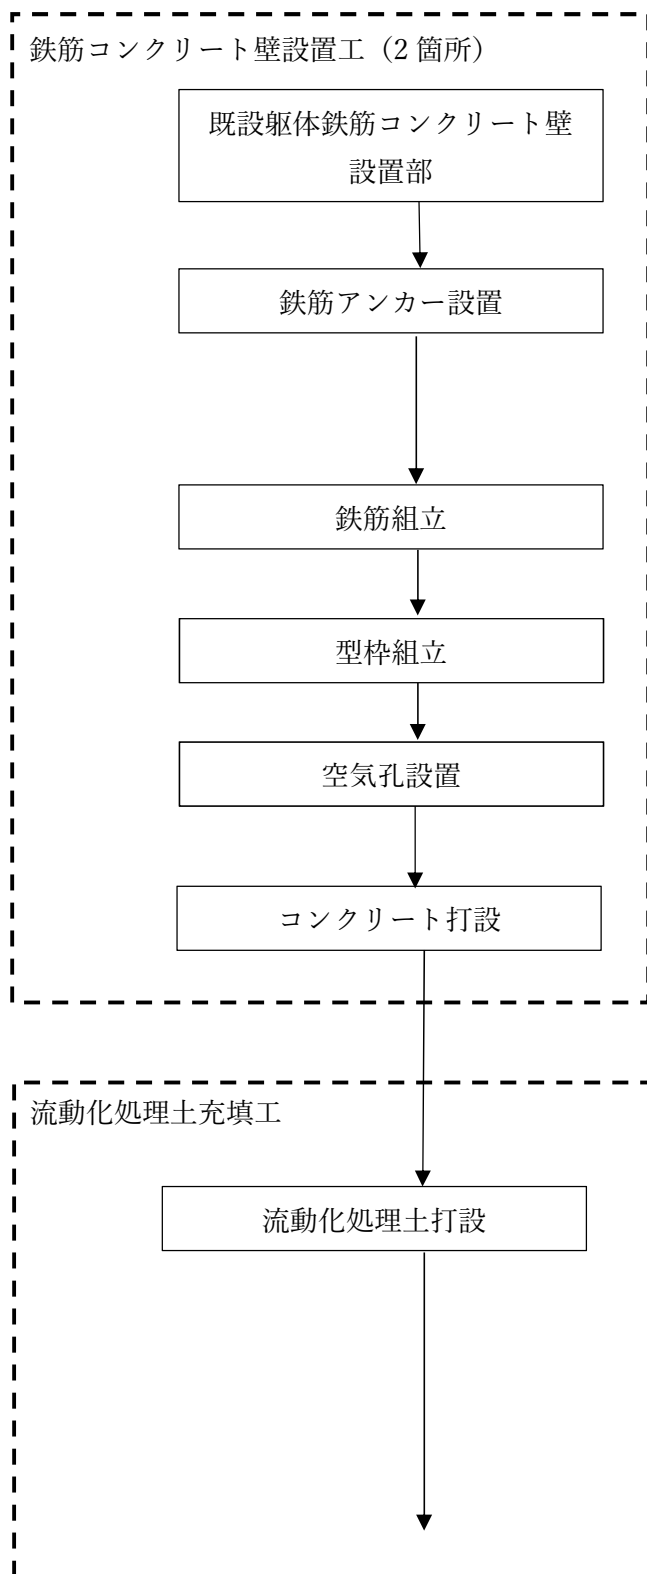 鉄筋コンクリート壁設置工（2 箇所）
既設躯体鉄筋コンクリート壁
設置部
鉄筋アンカー設置
鉄筋組立
型枠組立
空気孔設置
コンクリート打設
流動化処理土充填工
流動化処理土打設